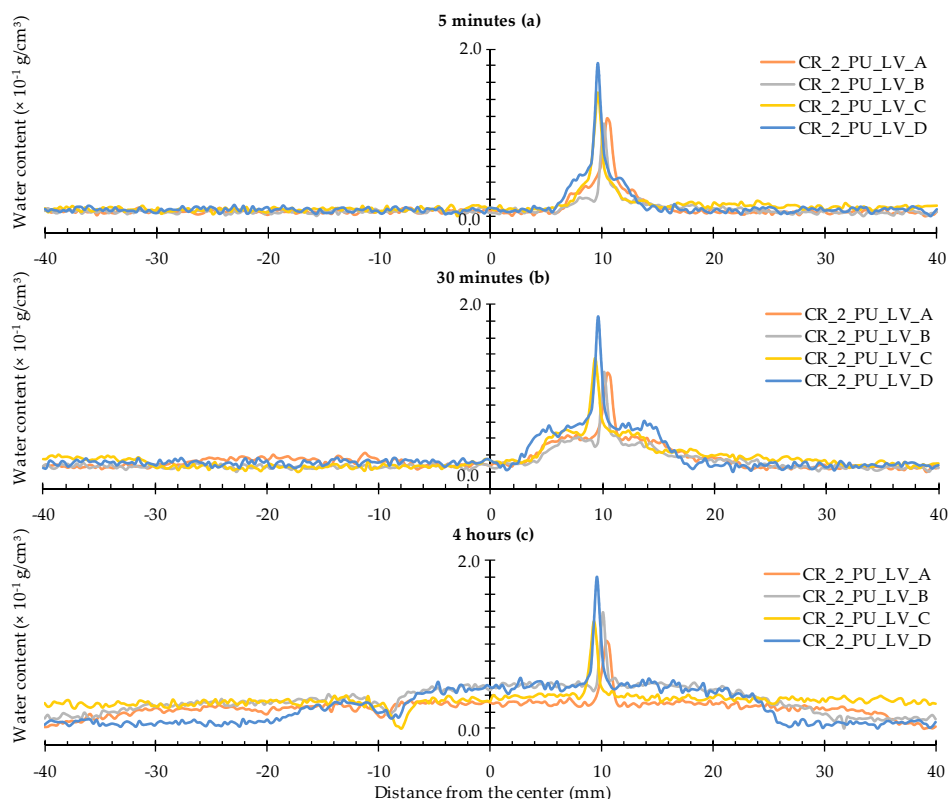 5 minutes (a)
Water content (× 10⁻¹ g/cm³)
2.0
0.0
CR_2_PU_LV_A
CR_2_PU_LV_B
CR_2_PU_LV_C
CR_2_PU_LV_D
-40 -30 -20 -10 0 10 20 30 40
30 minutes (b)
Water content (× 10⁻¹ g/cm³)
2.0
0.0
CR_2_PU_LV_A
CR_2_PU_LV_B
CR_2_PU_LV_C
CR_2_PU_LV_D
-40 -30 -20 -10 0 10 20 30 40
4 hours (c)
Water content (× 10⁻¹ g/cm³)
2.0
0.0
CR_2_PU_LV_A
CR_2_PU_LV_B
CR_2_PU_LV_C
CR_2_PU_LV_D
-40 -30 -20 -10 0 10 20 30 40
Distance from the center (mm)